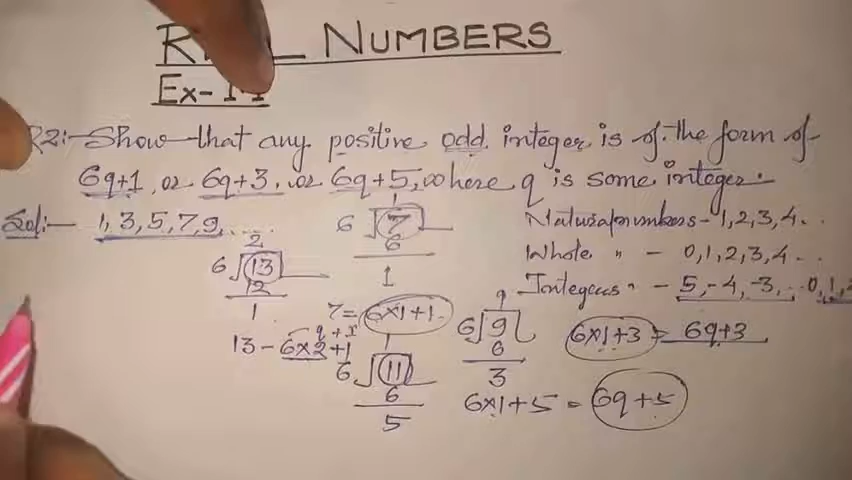 NUMBERS
Ex-
R2:- Show that any positive odd integer is of the form of
6q+1, or 6q+3, or 6q+5, where q is some integer.
Sol:- 1, 3, 5, 7, 9, ....
Natural numbers - 1, 2, 3, 4...
Whole " - 0, 1, 2, 3, 4...
Integers " - 5, -4, -3, ...0, 1, 2
1
6 7
6
1
2
6 13
12
1
7 = 6×1+1.
q + r
13 - 6×2+1
1
6 11
6
5
9
6 9
6
3
6×1+3 = 6q+3
6×1+5 = 6q+5